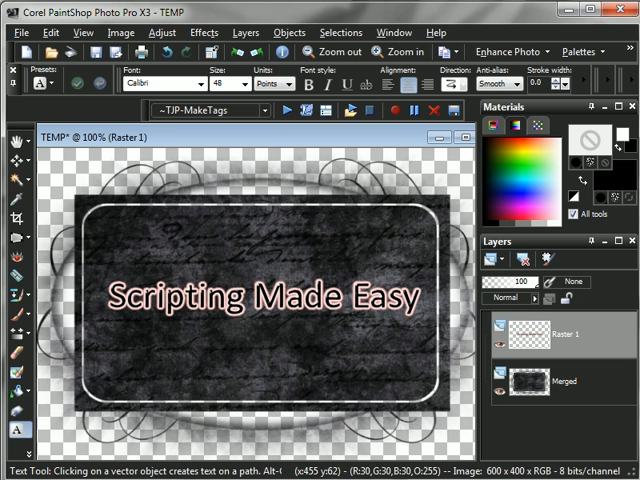 Corel PaintShop Photo Pro X3 - TEMP
File Edit View Image Adjust Effects Layers Objects Selections Window Help
Zoom out Zoom in Enhance Photo Palettes
Presets: Font: Size: Units: Font style: Alignment: Direction: Anti-alias: Stroke width:
A Calibri 48 Points B I U ab Smooth 0.0
~TJP-MakeTags
Materials
TEMP* @ 100% (Raster 1)
All tools
Layers
100 None
Normal
Scripting Made Easy
Raster 1
Merged
Text Tool: Clicking on a vector object creates text on a path. Alt-C (x:455 y:62) - (R:30,G:30,B:30,O:255) -- Image: 600 x 400 x RGB - 8 bits/channel